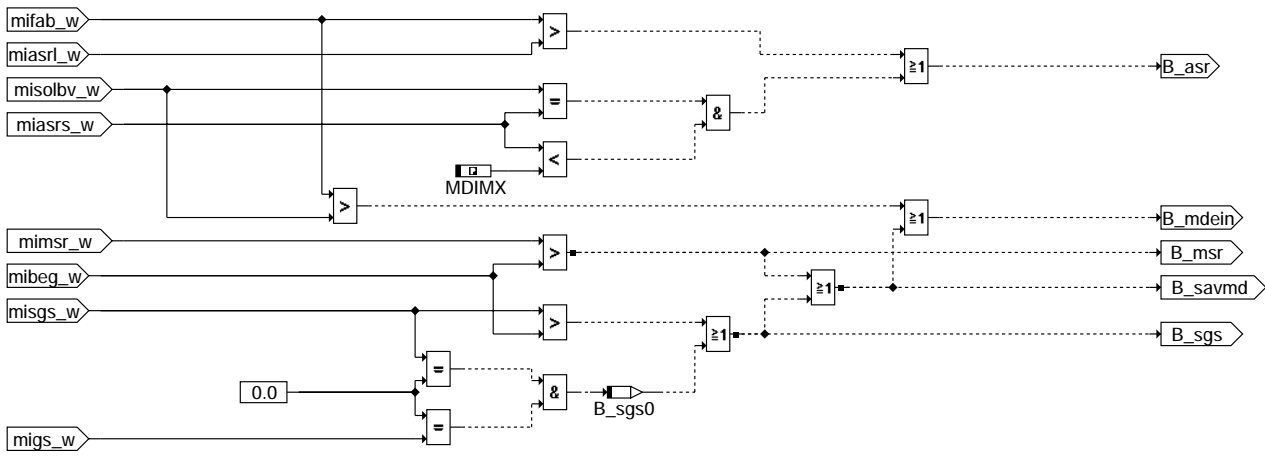 mifab_w
>
miasrl_w
≧1
B_asr
misolbv_w
=
&
miasrs_w
<
MDIMX
>
≧1
B_mdein
mimsr_w
>
B_msr
mibeg_w
≧1
B_savmd
misgs_w
>
≧1
B_sgs
=
0.0
&
B_sgs0
=
migs_w